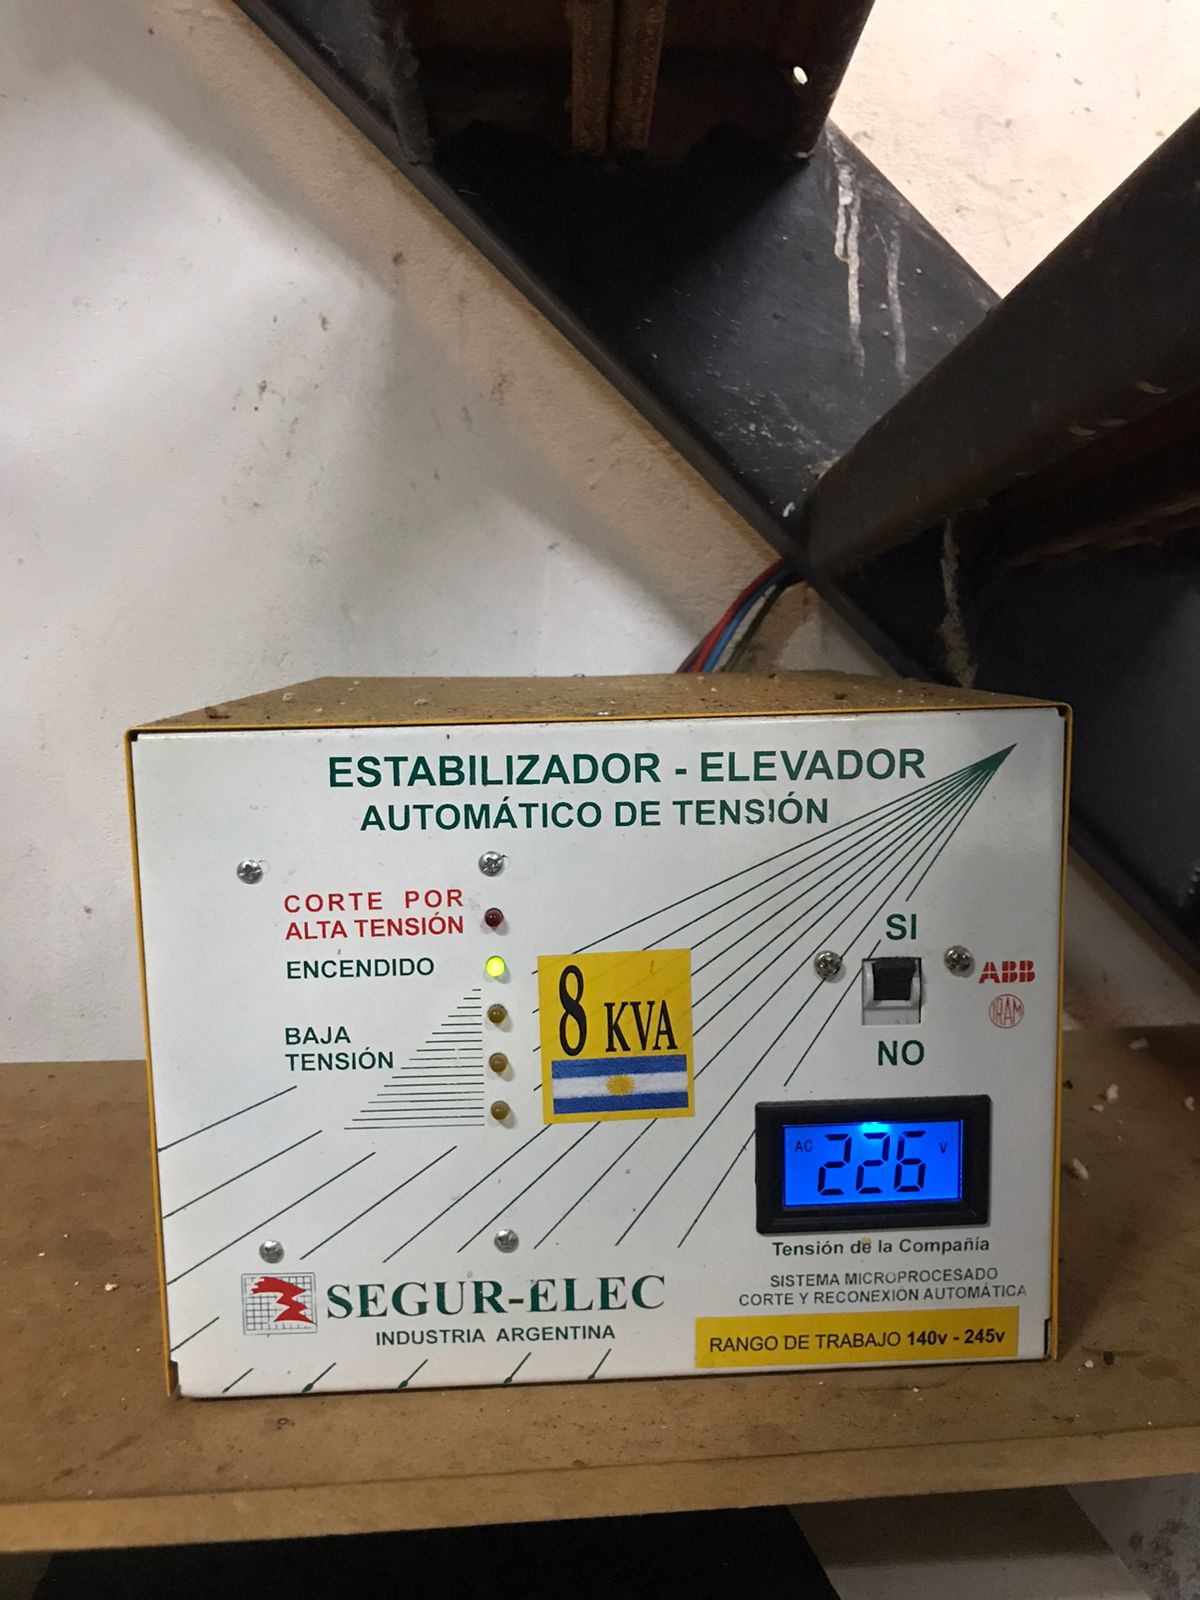 ESTABILIZADOR - ELEVADOR
AUTOMÁTICO DE TENSIÓN
CORTE POR
ALTA TENSIÓN
ENCENDIDO
BAJA
TENSIÓN
8 KVA
SI
ABB
IRAM
NO
AC 226 V
Tensión de la Compañía
SISTEMA MICROPROCESADO
CORTE Y RECONEXIÓN AUTOMÁTICA
SEGUR-ELEC
INDUSTRIA ARGENTINA
RANGO DE TRABAJO 140v - 245v